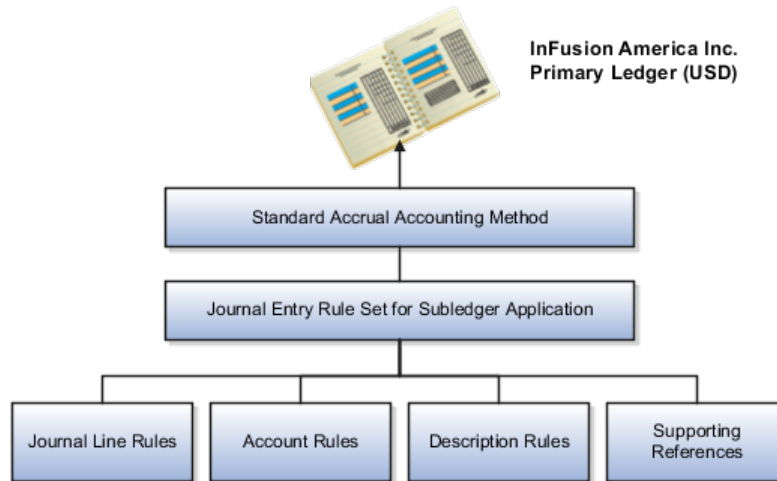 InFusion America Inc.
Primary Ledger (USD)
Standard Accrual Accounting Method
Journal Entry Rule Set for Subledger Application
Journal Line Rules
Account Rules
Description Rules
Supporting
References